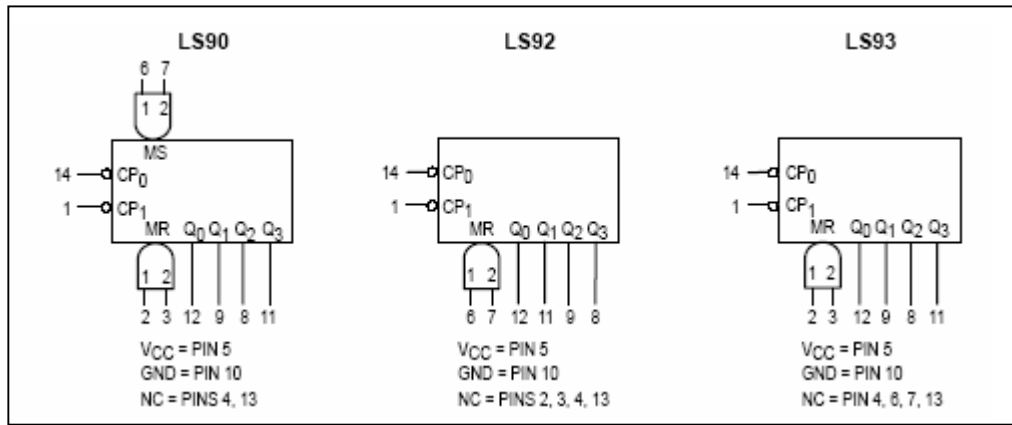 LS90
6 7
1 2
MS
14 CP0
1 CP1
MR Q0 Q1 Q2 Q3
1 2
2 3 12 9 8 11
VCC = PIN 5
GND = PIN 10
NC = PINS 4, 13
LS92
14 CP0
1 CP1
MR Q0 Q1 Q2 Q3
1 2
6 7 12 11 9 8
VCC = PIN 5
GND = PIN 10
NC = PINS 2, 3, 4, 13
LS93
14 CP0
1 CP1
MR Q0 Q1 Q2 Q3
1 2
2 3 12 9 8 11
VCC = PIN 5
GND = PIN 10
NC = PIN 4, 6, 7, 13